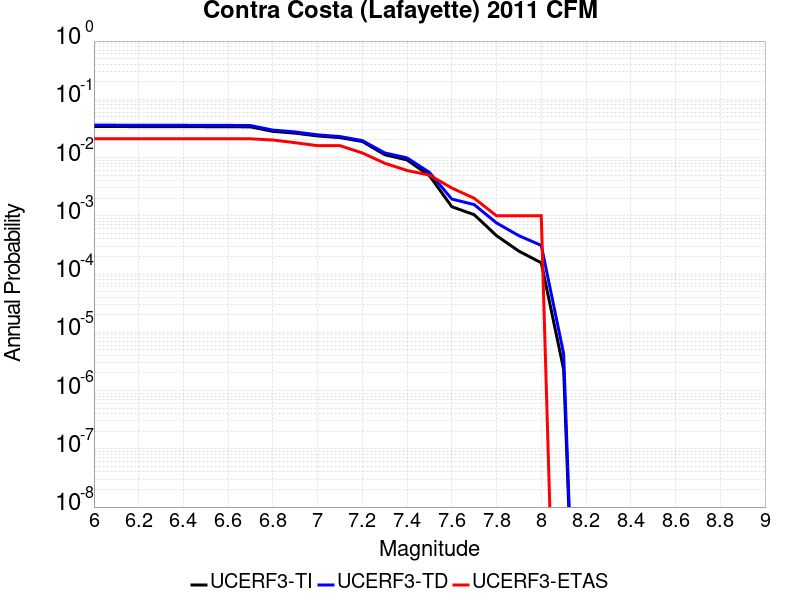 Contra Costa (Lafayette) 2011 CFM
10^0
10^-1
10^-2
10^-3
10^-4
10^-5
10^-6
10^-7
10^-8
Annual Probability
6 6.2 6.4 6.6 6.8 7 7.2 7.4 7.6 7.8 8 8.2 8.4 8.6 8.8 9
Magnitude
UCERF3-TI UCERF3-TD UCERF3-ETAS